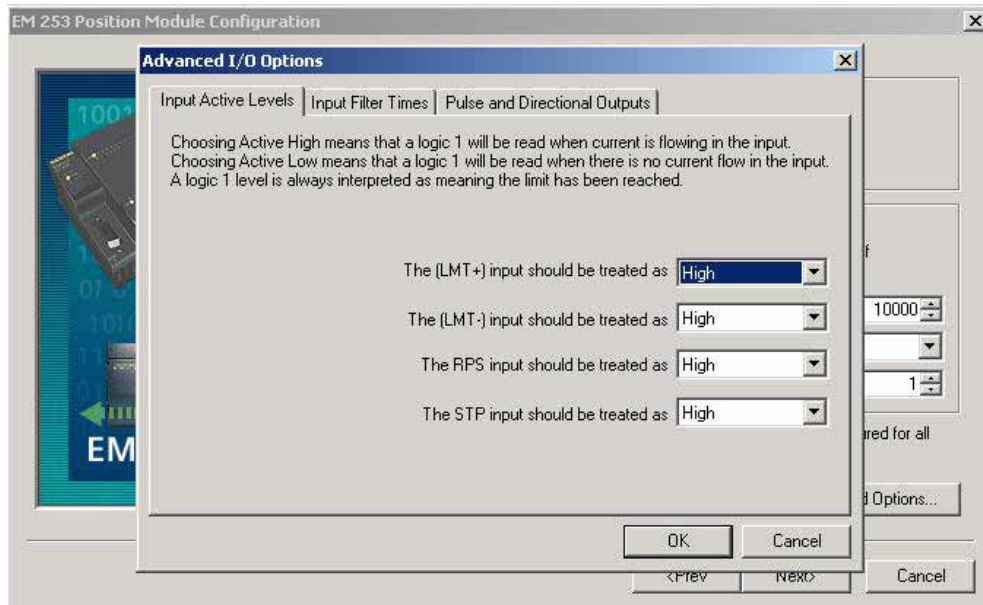 EM 253 Position Module Configuration
Advanced I/O Options
Input Active Levels
Input Filter Times
Pulse and Directional Outputs
Choosing Active High means that a logic 1 will be read when current is flowing in the input.
Choosing Active Low means that a logic 1 will be read when there is no current flow in the input.
A logic 1 level is always interpreted as meaning the limit has been reached.
The (LMT+) input should be treated as High
The (LMT-) input should be treated as High
The RPS input should be treated as High
The STP input should be treated as High
10000
1
for all
Options...
EM
OK
Cancel
<Prev
Next>
Cancel